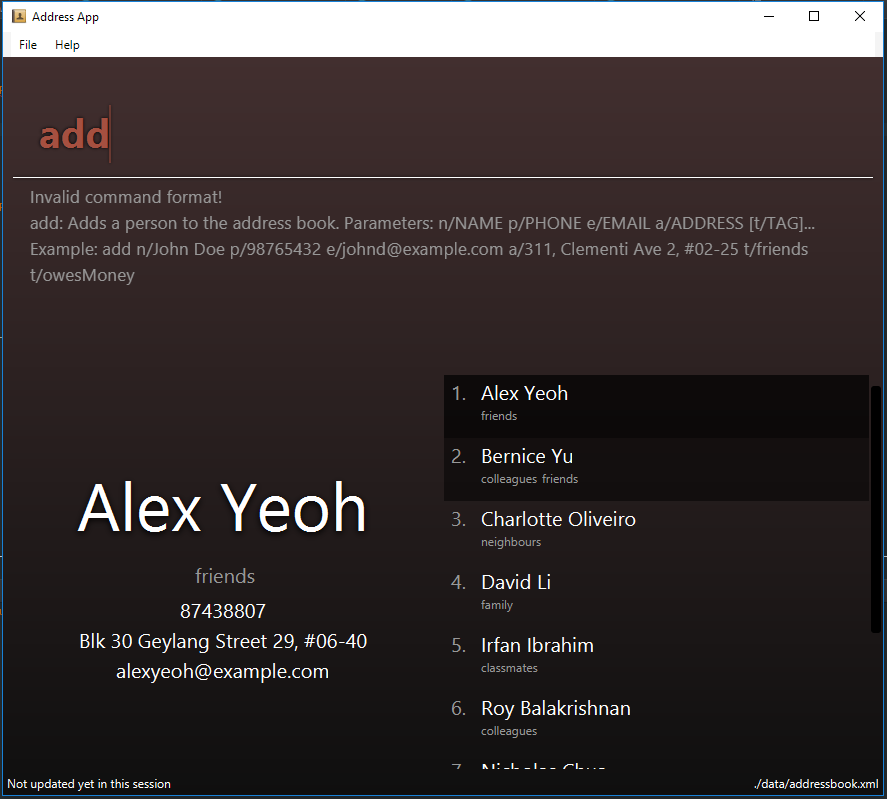 Address App
File Help
add
Invalid command format!
add: Adds a person to the address book. Parameters: n/NAME p/PHONE e/EMAIL a/ADDRESS [t/TAG]...
Example: add n/John Doe p/98765432 e/johnd@example.com a/311, Clementi Ave 2, #02-25 t/friends
t/owesMoney
Alex Yeoh
friends
87438807
Blk 30 Geylang Street 29, #06-40
alexyeoh@example.com
1. Alex Yeoh
friends
2. Bernice Yu
colleagues friends
3. Charlotte Oliveiro
neighbours
4. David Li
family
5. Irfan Ibrahim
classmates
6. Roy Balakrishnan
colleagues
7.
Not updated yet in this session
./data/addressbook.xml